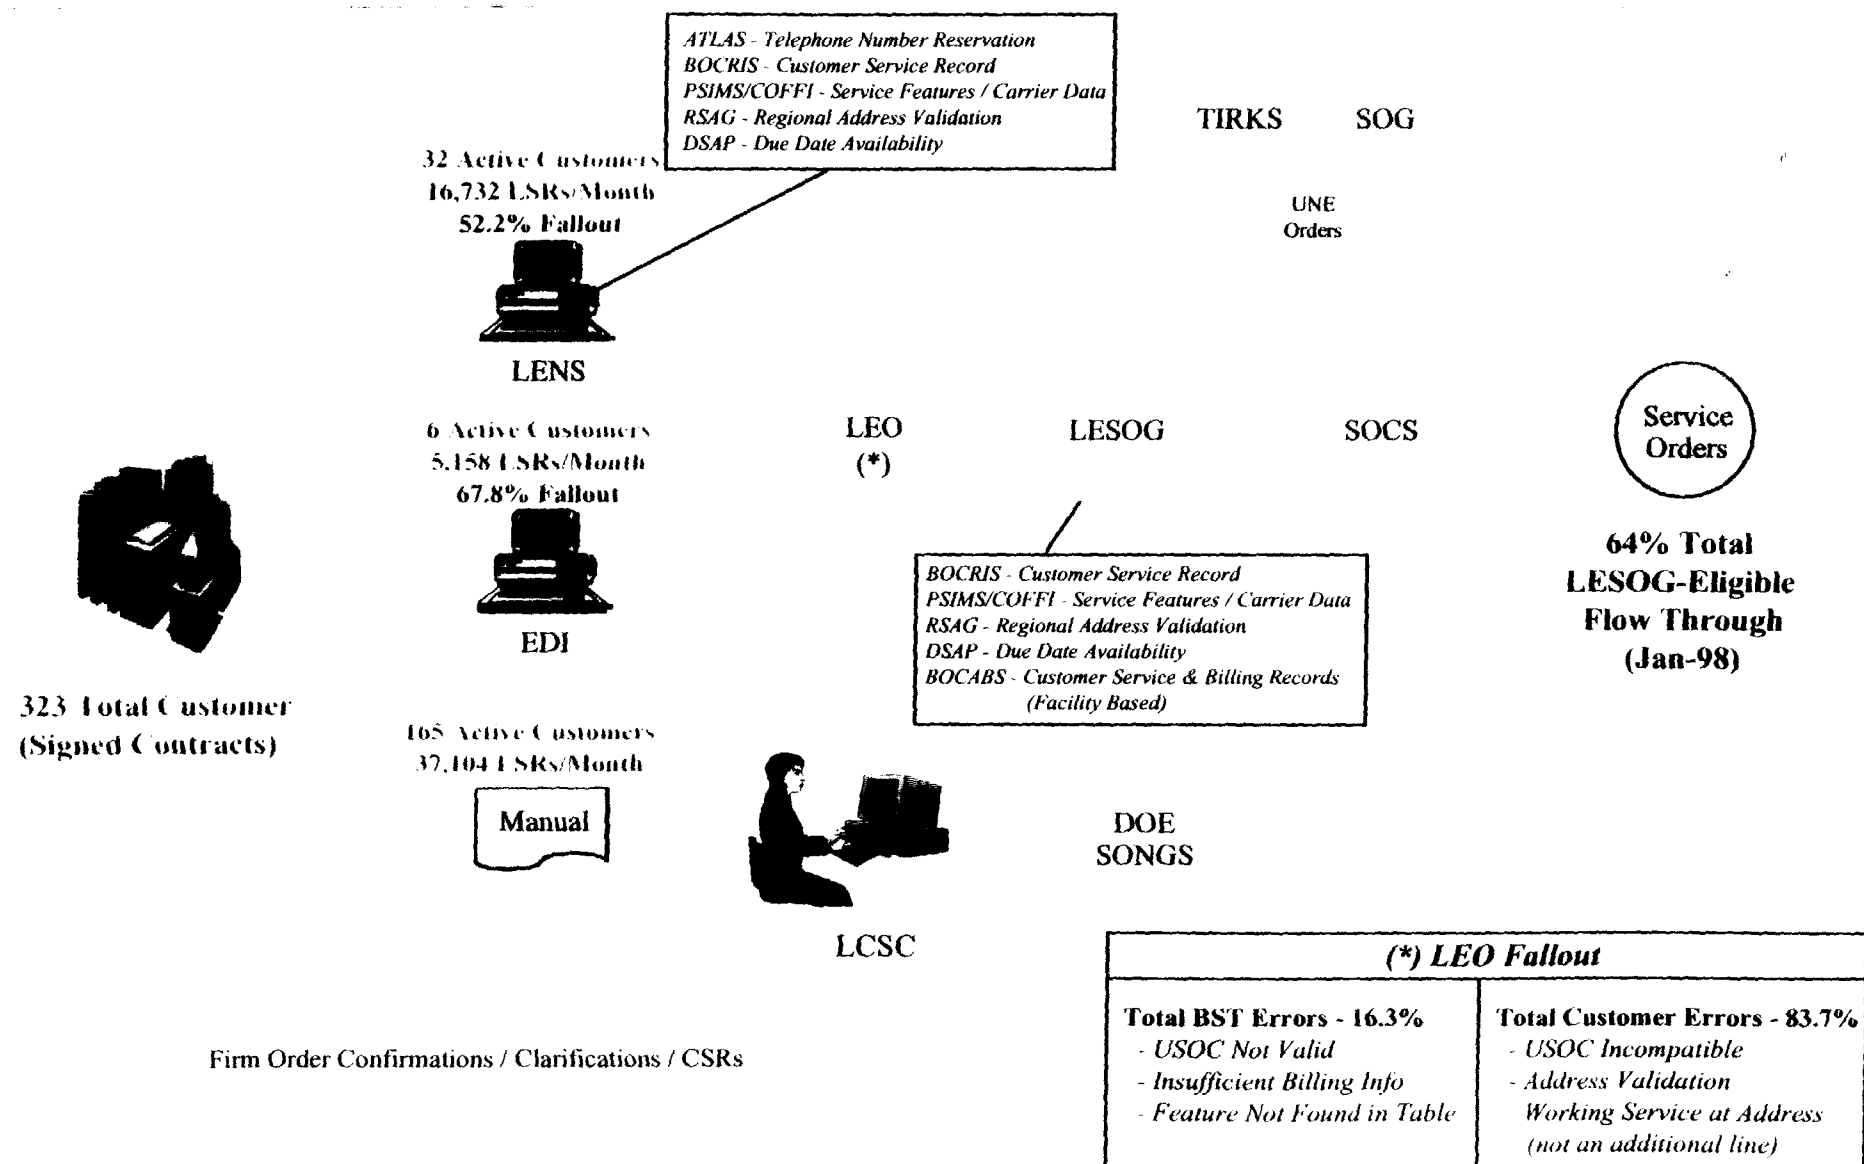 ATLAS - Telephone Number Reservation
BOCRIS - Customer Service Record
PSIMS/COFFI - Service Features / Carrier Data
RSAG - Regional Address Validation
DSAP - Due Date Availability
TIRKS SOG
UNE
Orders
32 Active Customers
16,732 LSRs/Month
52.2% Fallout
LENS
6 Active Customers
5,158 LSRs/Month
67.8% Fallout
EDI
LEO
(*)
LESOG
SOCS
Service
Orders
64% Total
LESOG-Eligible
Flow Through
(Jan-98)
BOCRIS - Customer Service Record
PSIMS/COFFI - Service Features / Carrier Data
RSAG - Regional Address Validation
DSAP - Due Date Availability
BOCABS - Customer Service & Billing Records
(Facility Based)
323 Total Customer
(Signed Contracts)
165 Active Customers
37,104 LSRs/Month
Manual
LCSC
DOE
SONGS
Firm Order Confirmations / Clarifications / CSRs
(*) LEO Fallout
Total BST Errors - 16.3%
- USOC Not Valid
- Insufficient Billing Info
- Feature Not Found in Table
Total Customer Errors - 83.7%
- USOC Incompatible
- Address Validation
Working Service at Address
(not an additional line)